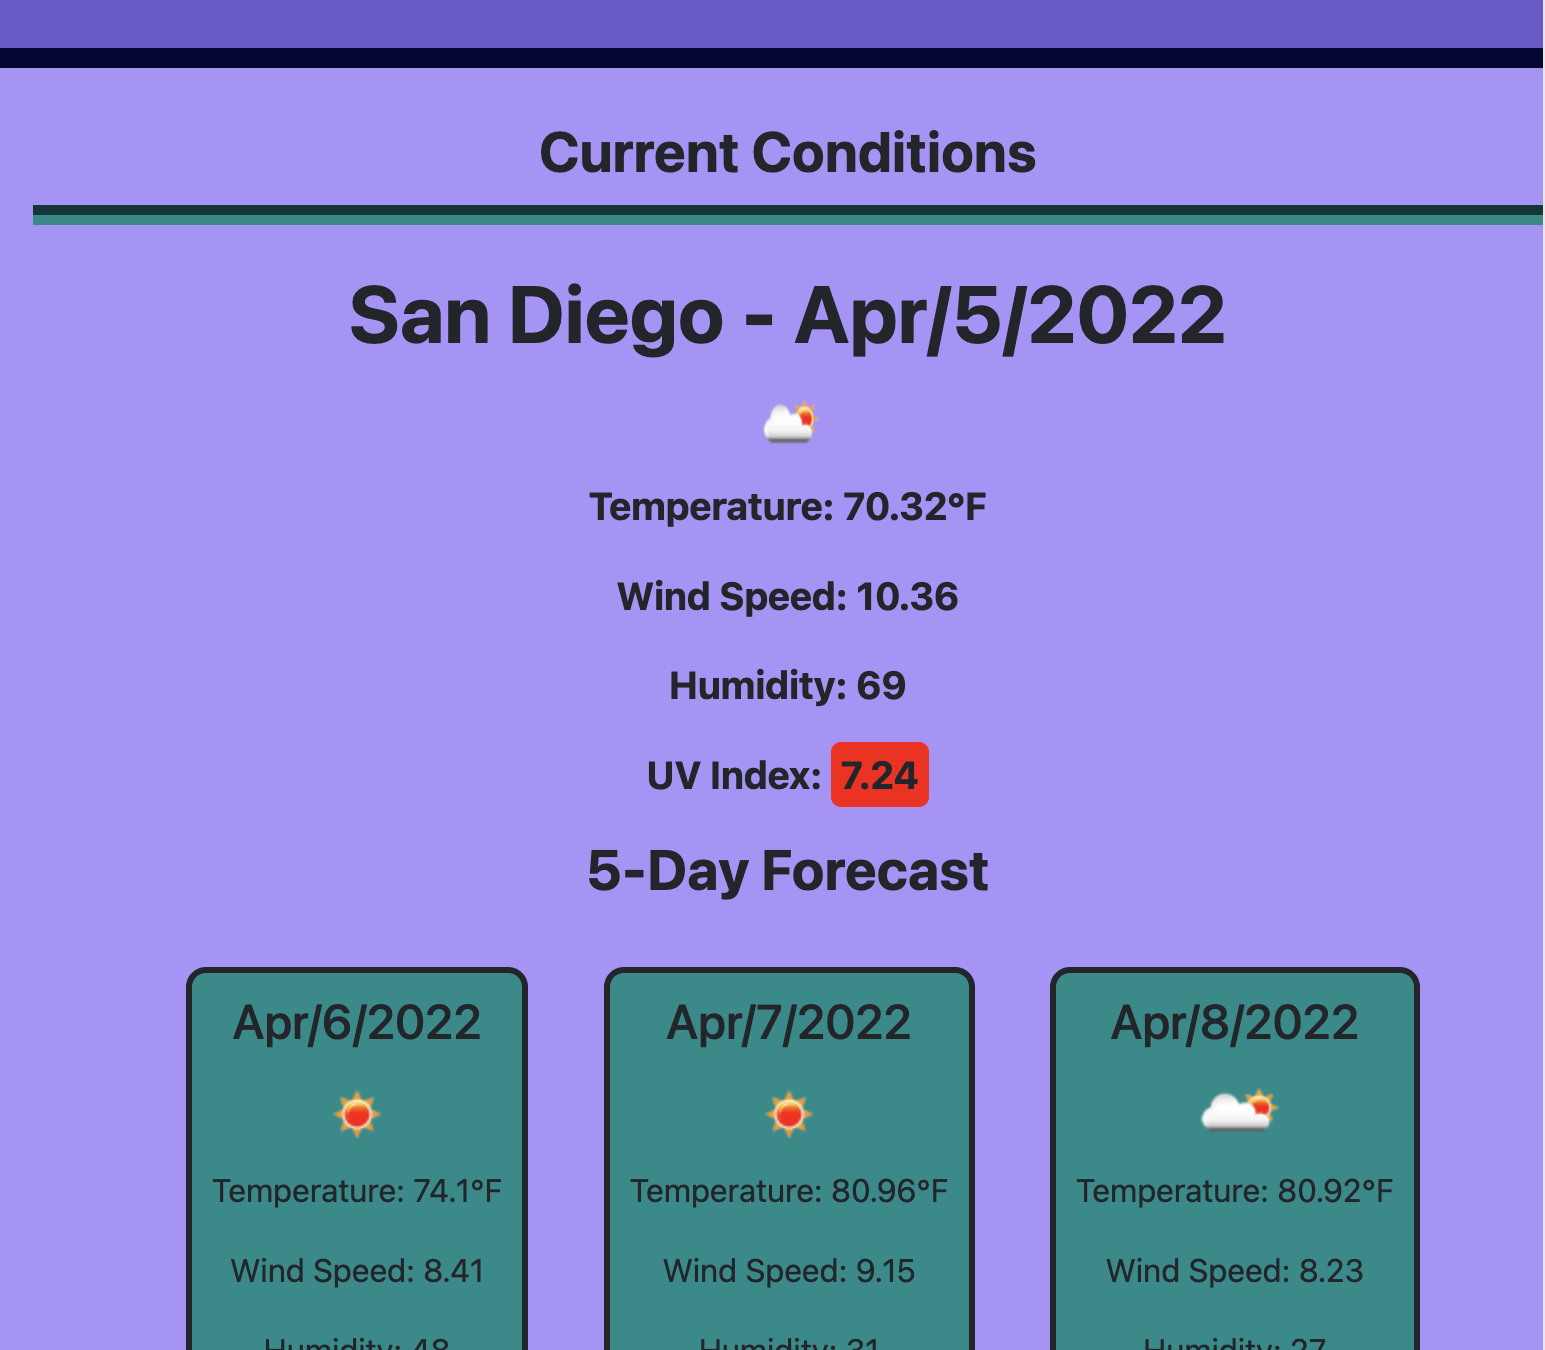 Current Conditions
San Diego - Apr/5/2022
Temperature: 70.32°F
Wind Speed: 10.36
Humidity: 69
UV Index: 7.24
5-Day Forecast
Apr/6/2022
Temperature: 74.1°F
Wind Speed: 8.41
Humidity: 48
Apr/7/2022
Temperature: 80.96°F
Wind Speed: 9.15
Humidity: 31
Apr/8/2022
Temperature: 80.92°F
Wind Speed: 8.23
Humidity: 27